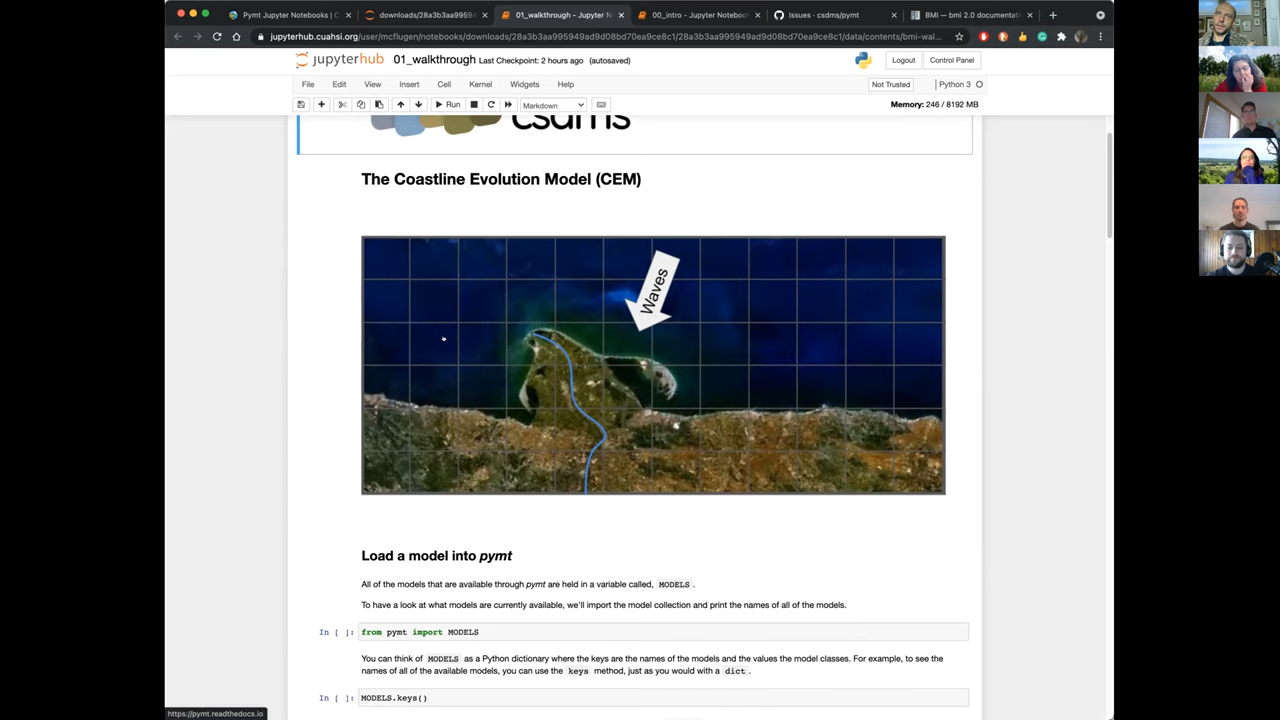 Pymt Jupyter Notebooks | C
downloads/28a3b3aa9959
01_walkthrough - Jupyter N
00_intro - Jupyter Notebook
Issues · csdms/pymt
BMI — bmi 2.0 documentation
jupyterhub.cuahsi.org/user/mcflugen/notebooks/downloads/28a3b3aa995949ad9d08bd70ea9ce8c1/28a3b3aa995949ad9d08bd70ea9ce8c1/data/contents/bmi-wal...
jupyterhub 01_walkthrough Last Checkpoint: 2 hours ago (autosaved)
Logout
Control Panel
File Edit View Insert Cell Kernel Widgets Help
Not Trusted
Python 3
Run
Markdown
Memory: 246 / 8192 MB
csdms
The Coastline Evolution Model (CEM)
Waves
Load a model into pymt
All of the models that are available through pymt are held in a variable called, MODELS .
To have a look at what models are currently available, we'll import the model collection and print the names of all of the models.
In [ ]: from pymt import MODELS
You can think of MODELS as a Python dictionary where the keys are the names of the models and the values the model classes. For example, to see the
names of all of the available models, you can use the keys method, just as you would with a dict .
In [ ]: MODELS.keys()
https://pymt.readthedocs.io